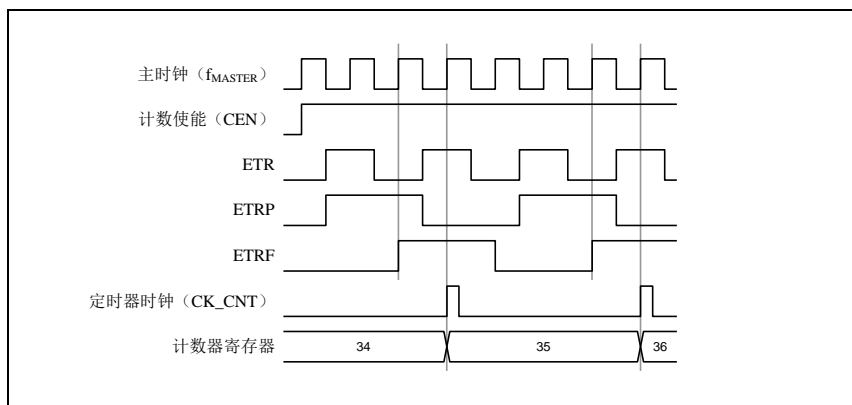 主时钟（fMASTER）
计数使能（CEN）
ETR
ETRP
ETRF
定时器时钟（CK_CNT）
计数器寄存器 34 35 36